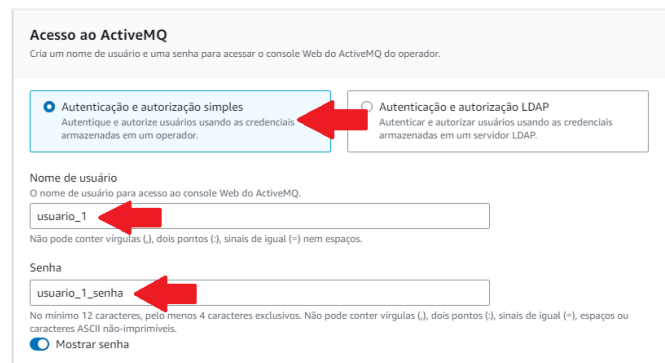 Acesso ao ActiveMQ
Cria um nome de usuário e uma senha para acessar o console Web do ActiveMQ do operador.
Autenticação e autorização simples
Autentique e autorize usuários usando as credenciais
armazenadas em um operador.
Autenticação e autorização LDAP
Autenticar e autorizar usuários usando as credenciais
armazenadas em um servidor LDAP.
Nome de usuário
O nome de usuário para acesso ao console Web do ActiveMQ.
usuario_1
Não pode conter vírgulas (,), dois pontos (:), sinais de igual (=) nem espaços.
Senha
usuario_1_senha
No mínimo 12 caracteres, pelo menos 4 caracteres exclusivos. Não pode conter vírgulas (,), dois pontos (:), sinais de igual (=), espaços ou
caracteres ASCII não-imprimíveis.
Mostrar senha